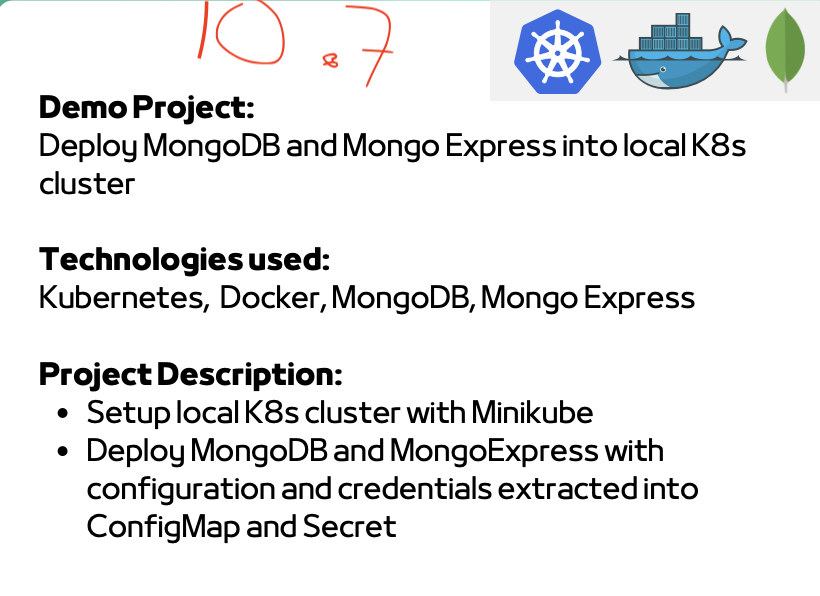 10.7
Demo Project:
Deploy MongoDB and Mongo Express into local K8s
cluster
Technologies used:
Kubernetes, Docker, MongoDB, Mongo Express
Project Description:
• Setup local K8s cluster with Minikube
• Deploy MongoDB and MongoExpress with
configuration and credentials extracted into
ConfigMap and Secret